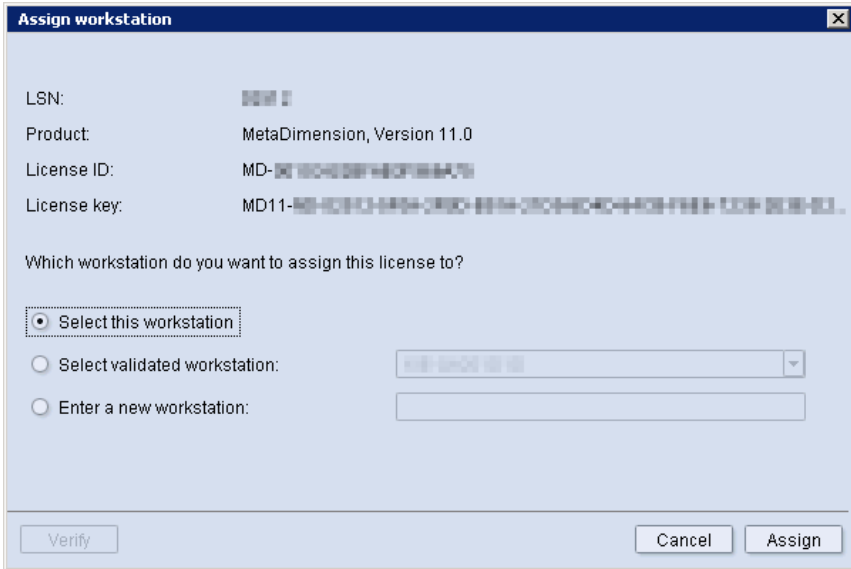 Assign workstation
LSN:
Product: MetaDimension, Version 11.0
License ID: MD-
License key: MD11-
Which workstation do you want to assign this license to?
Select this workstation
Select validated workstation:
Enter a new workstation:
Verify Cancel Assign